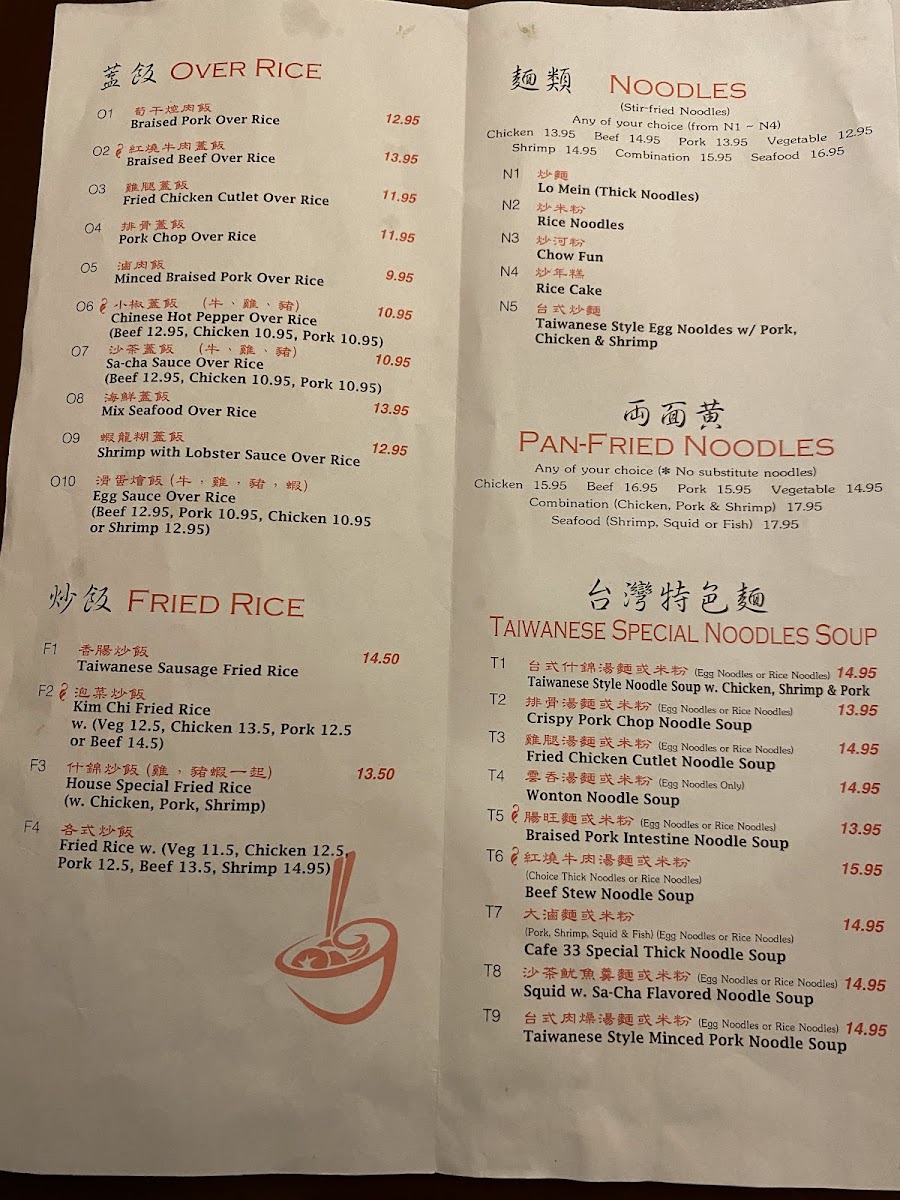 蓋飯 OVER RICE
O1 筍干焢肉飯
Braised Pork Over Rice 12.95
O2 紅燒牛肉蓋飯
Braised Beef Over Rice 13.95
O3 雞腿蓋飯
Fried Chicken Cutlet Over Rice 11.95
O4 排骨蓋飯
Pork Chop Over Rice 11.95
O5 滷肉飯
Minced Braised Pork Over Rice 9.95
O6 小椒蓋飯 (牛、雞、豬)
Chinese Hot Pepper Over Rice 10.95
(Beef 12.95, Chicken 10.95, Pork 10.95)
O7 沙茶蓋飯 (牛、雞、豬)
Sa-cha Sauce Over Rice 10.95
(Beef 12.95, Chicken 10.95, Pork 10.95)
O8 海鮮蓋飯
Mix Seafood Over Rice 13.95
O9 蝦龍糊蓋飯
Shrimp with Lobster Sauce Over Rice 12.95
O10 滑蛋燴飯 (牛，雞，豬，蝦)
Egg Sauce Over Rice
(Beef 12.95, Pork 10.95, Chicken 10.95
or Shrimp 12.95)
炒飯 FRIED RICE
F1 香腸炒飯
Taiwanese Sausage Fried Rice 14.50
F2 泡菜炒飯
Kim Chi Fried Rice
w. (Veg 12.5, Chicken 13.5, Pork 12.5
or Beef 14.5)
F3 什錦炒飯 (雞，豬蝦一起) 13.50
House Special Fried Rice
(w. Chicken, Pork, Shrimp)
F4 各式炒飯
Fried Rice w. (Veg 11.5, Chicken 12.5,
Pork 12.5, Beef 13.5, Shrimp 14.95)
麵類 NOODLES
(Stir-fried Noodles)
Any of your choice (from N1 ~ N4)
Chicken 13.95 Beef 14.95 Pork 13.95 Vegetable 12.95
Shrimp 14.95 Combination 15.95 Seafood 16.95
N1 炒麵
Lo Mein (Thick Noodles)
N2 炒米粉
Rice Noodles
N3 炒河粉
Chow Fun
N4 炒年糕
Rice Cake
N5 台式炒麵
Taiwanese Style Egg Nooldes w/ Pork,
Chicken & Shrimp
両面黄
PAN-FRIED NOODLES
Any of your choice (* No substitute noodles)
Chicken 15.95 Beef 16.95 Pork 15.95 Vegetable 14.95
Combination (Chicken, Pork & Shrimp) 17.95
Seafood (Shrimp, Squid or Fish) 17.95
台灣特色麵
TAIWANESE SPECIAL NOODLES SOUP
T1 台式什錦湯麵或米粉 (Egg Noodles or Rice Noodles) 14.95
Taiwanese Style Noodle Soup w. Chicken, Shrimp & Pork
T2 排骨湯麵或米粉 (Egg Noodles or Rice Noodles) 13.95
Crispy Pork Chop Noodle Soup
T3 雞腿湯麵或米粉 (Egg Noodles or Rice Noodles) 14.95
Fried Chicken Cutlet Noodle Soup
T4 雲吞湯麵或米粉 (Egg Noodles Only) 14.95
Wonton Noodle Soup
T5 腸旺麵或米粉 (Egg Noodles or Rice Noodles) 13.95
Braised Pork Intestine Noodle Soup
T6 紅燒牛肉湯麵或米粉 15.95
(Choice Thick Noodles or Rice Noodles)
Beef Stew Noodle Soup
T7 大滷麵或米粉 14.95
(Pork, Shrimp, Squid & Fish) (Egg Noodles or Rice Noodles)
Cafe 33 Special Thick Noodle Soup
T8 沙茶魷魚羹麵或米粉 (Egg Noodles or Rice Noodles) 14.95
Squid w. Sa-Cha Flavored Noodle Soup
T9 台式肉燥湯麵或米粉 (Egg Noodles or Rice Noodles) 14.95
Taiwanese Style Minced Pork Noodle Soup